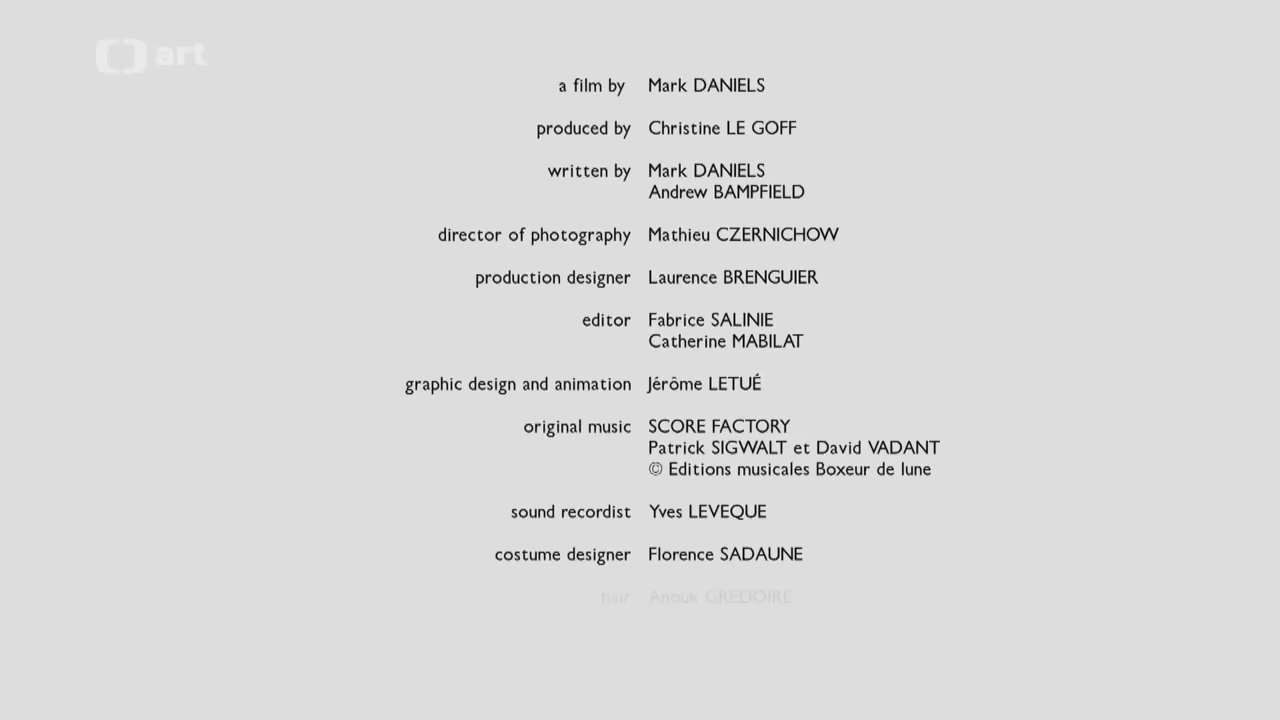 art
a film by Mark DANIELS
produced by Christine LE GOFF
written by Mark DANIELS
Andrew BAMPFIELD
director of photography Mathieu CZERNICHOW
production designer Laurence BRENGUIER
editor Fabrice SALINIE
Catherine MABILAT
graphic design and animation Jérôme LETUÉ
original music SCORE FACTORY
Patrick SIGWALT et David VADANT
© Editions musicales Boxeur de lune
sound recordist Yves LEVEQUE
costume designer Florence SADAUNE
hair Anouk GREDOIRE